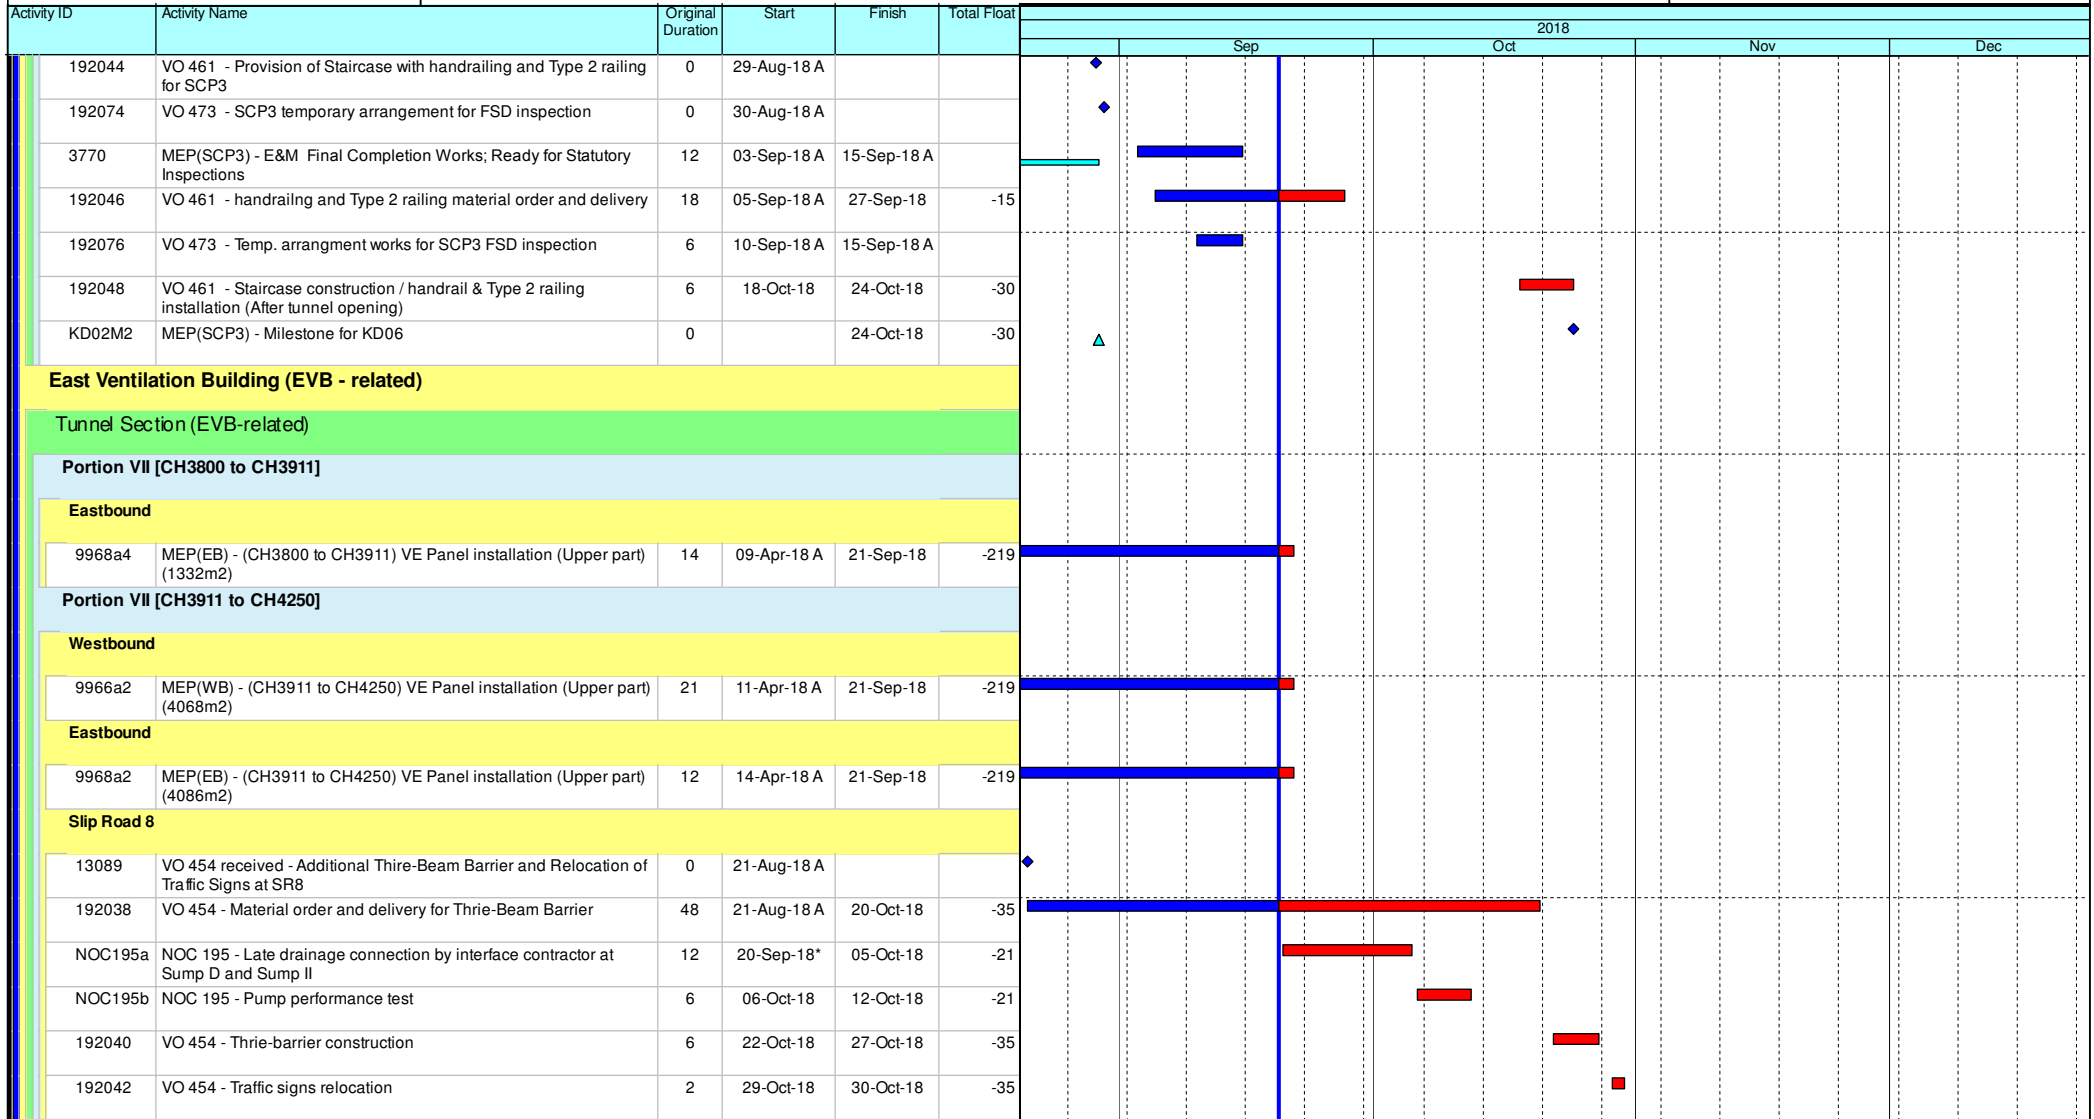 Activity ID Activity Name Original Duration Start Finish Total Float
2018
Sep Oct Nov Dec
192044 VO 461 - Provision of Staircase with handrailing and Type 2 railing for SCP3 0 29-Aug-18 A
192074 VO 473 - SCP3 temporary arrangement for FSD inspection 0 30-Aug-18 A
3770 MEP(SCP3) - E&M Final Completion Works; Ready for Statutory Inspections 12 03-Sep-18 A 15-Sep-18 A
192046 VO 461 - handrailng and Type 2 railing material order and delivery 18 05-Sep-18 A 27-Sep-18 -15
192076 VO 473 - Temp. arrangment works for SCP3 FSD inspection 6 10-Sep-18 A 15-Sep-18 A
192048 VO 461 - Staircase construction / handrail & Type 2 railing installation (After tunnel opening) 6 18-Oct-18 24-Oct-18 -30
KD02M2 MEP(SCP3) - Milestone for KD06 0 24-Oct-18 -30
East Ventilation Building (EVB - related)
Tunnel Section (EVB-related)
Portion VII [CH3800 to CH3911]
Eastbound
9968a4 MEP(EB) - (CH3800 to CH3911) VE Panel installation (Upper part) (1332m2) 14 09-Apr-18 A 21-Sep-18 -219
Portion VII [CH3911 to CH4250]
Westbound
9966a2 MEP(WB) - (CH3911 to CH4250) VE Panel installation (Upper part) (4068m2) 21 11-Apr-18 A 21-Sep-18 -219
Eastbound
9968a2 MEP(EB) - (CH3911 to CH4250) VE Panel installation (Upper part) (4086m2) 12 14-Apr-18 A 21-Sep-18 -219
Slip Road 8
13089 VO 454 received - Additional Thire-Beam Barrier and Relocation of Traffic Signs at SR8 0 21-Aug-18 A
192038 VO 454 - Material order and delivery for Thrie-Beam Barrier 48 21-Aug-18 A 20-Oct-18 -35
NOC195a NOC 195 - Late drainage connection by interface contractor at Sump D and Sump II 12 20-Sep-18* 05-Oct-18 -21
NOC195b NOC 195 - Pump performance test 6 06-Oct-18 12-Oct-18 -21
192040 VO 454 - Thrie-barrier construction 6 22-Oct-18 27-Oct-18 -35
192042 VO 454 - Traffic signs relocation 2 29-Oct-18 30-Oct-18 -35